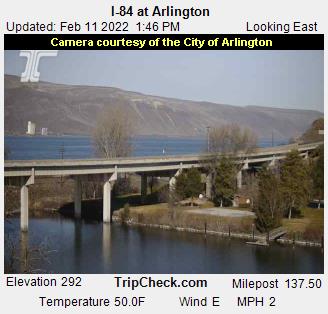 I-84 at Arlington
Updated: Feb 11 2022 1:46 PM Looking East
Camera courtesy of the City of Arlington
Elevation 292 TripCheck.com Milepost 137.50
Temperature 50.0F Wind E MPH 2